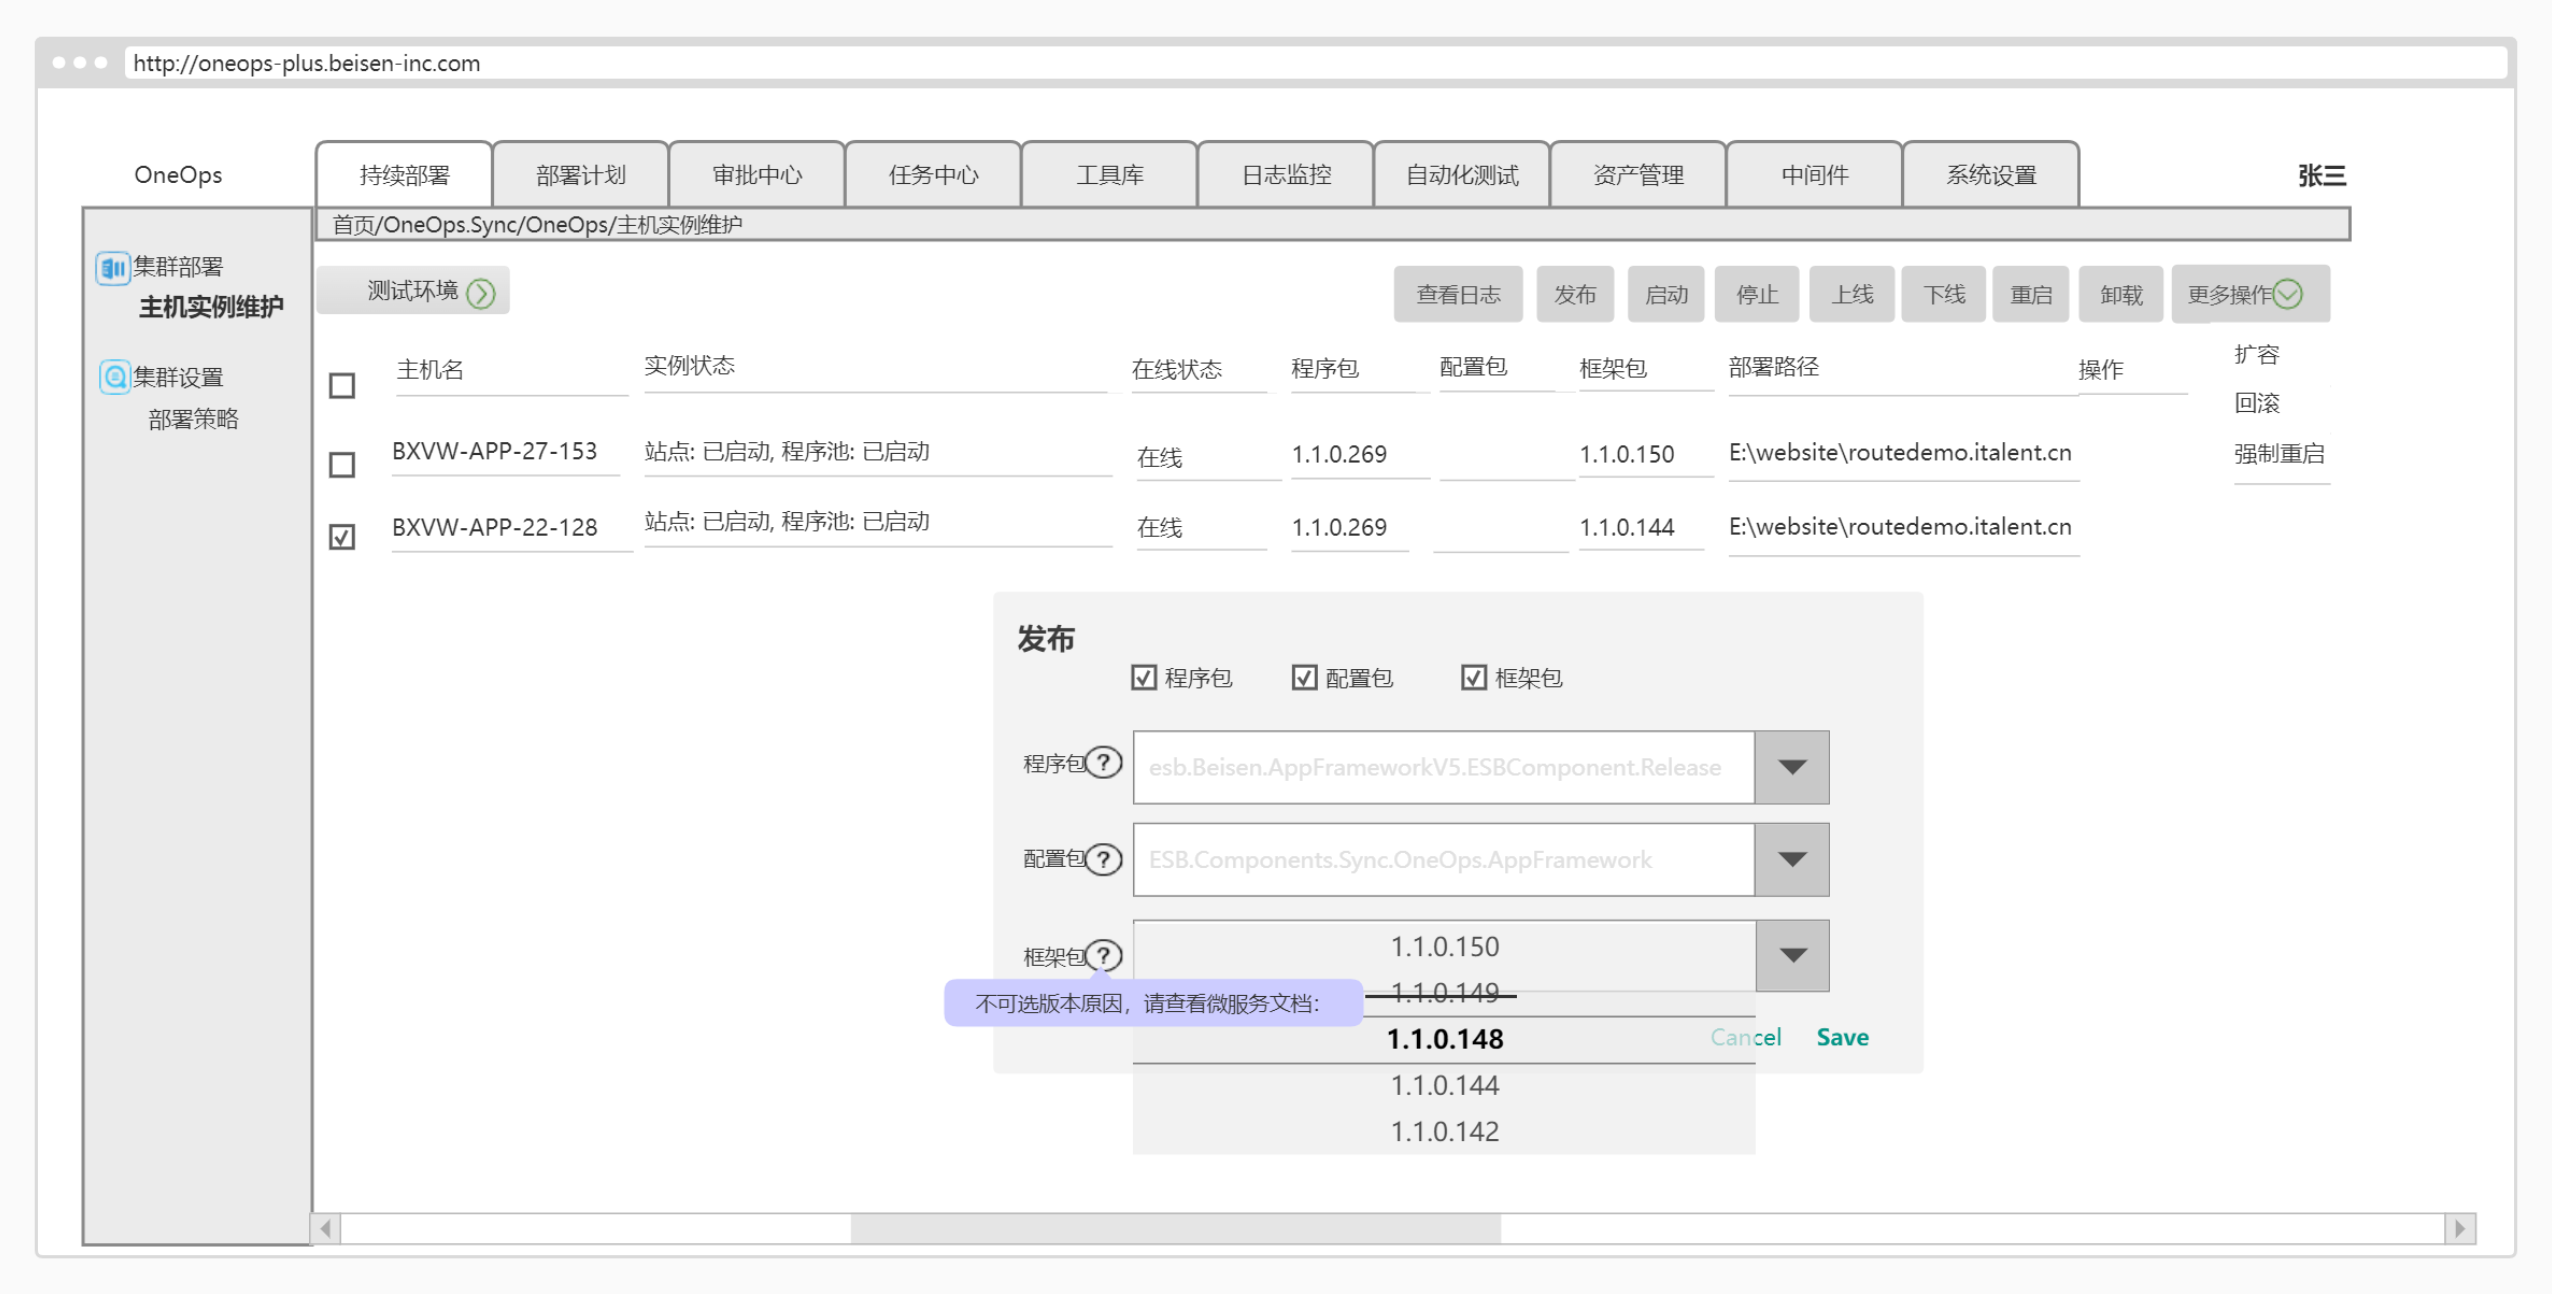 http://oneops-plus.beisen-inc.com
OneOps
持续部署
部署计划
审批中心
任务中心
工具库
日志监控
自动化测试
资产管理
中间件
系统设置
张三
首页/OneOps.Sync/OneOps/主机实例维护
集群部署
主机实例维护
集群设置
部署策略
测试环境
查看日志
发布
启动
停止
上线
下线
重启
卸载
更多操作
扩容
回滚
强制重启
主机名 实例状态 在线状态 程序包 配置包 框架包 部署路径 操作
BXVW-APP-27-153 站点: 已启动, 程序池: 已启动 在线 1.1.0.269 1.1.0.150 E:\website\routedemo.italent.cn
BXVW-APP-22-128 站点: 已启动, 程序池: 已启动 在线 1.1.0.269 1.1.0.144 E:\website\routedemo.italent.cn
发布
程序包 配置包 框架包
程序包? esb.Beisen.AppFrameworkV5.ESBComponent.Release
配置包? ESB.Components.Sync.OneOps.AppFramework
框架包?
不可选版本原因，请查看微服务文档：
1.1.0.150
1.1.0.149
1.1.0.148
1.1.0.144
1.1.0.142
Cancel Save